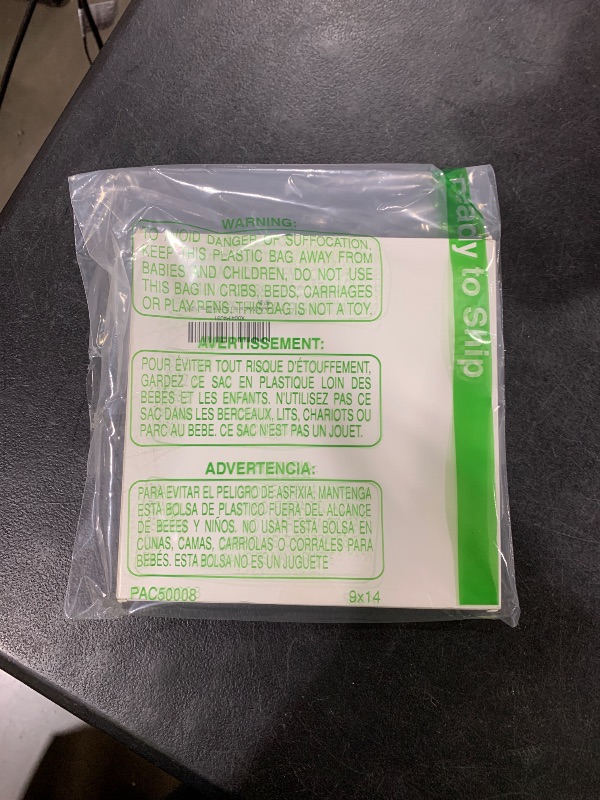 WARNING:
TO AVOID DANGER OF SUFFOCATION,
KEEP THIS PLASTIC BAG AWAY FROM
BABIES AND CHILDREN, DO NOT USE
THIS BAG IN CRIBS, BEDS, CARRIAGES
OR PLAY PENS. THIS BAG IS NOT A TOY.
AVERTISSEMENT:
POUR ÉVITER TOUT RISQUE D'ÉTOUFFEMENT,
GARDEZ CE SAC EN PLASTIQUE LOIN DES
BEBÉS ET LES ENFANTS. N'UTILISEZ PAS CE
SAC DANS LES BERCEAUX, LITS, CHARIOTS OU
PARC AU BEBE. CE SAC N'EST PAS UN JOUET.
ADVERTENCIA:
PARA EVITAR EL PELIGRO DE ASFIXIA, MANTENGA
ESTA BOLSA DE PLASTICO FUERA DEL ALCANCE
DE BEEES Y NIÑOS. NO USAR ESTA BOLSA EN
CUNAS, CAMAS, CARRIOLAS O CORRALES PARA
BEBÉS. ESTA BOLSA NO ES UN JUGUETE
PAC50008 9x14
Ready to Ship